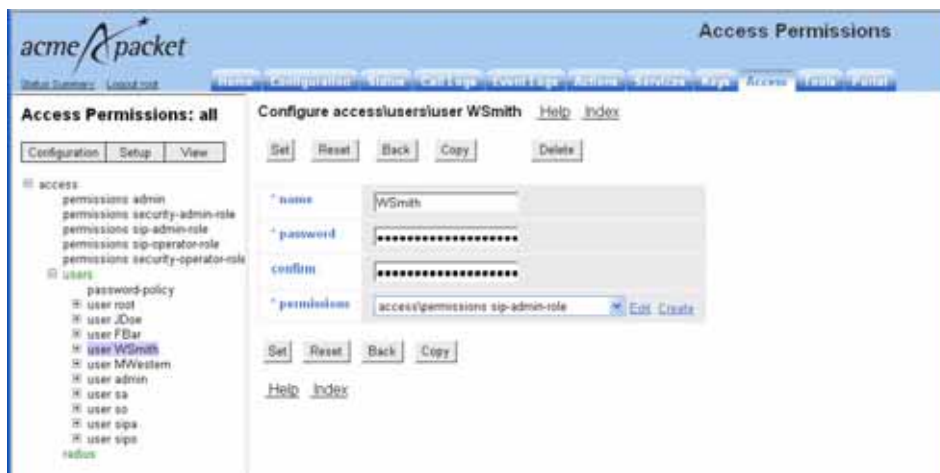 acme packet
Access Permissions
Status Summary Logout root
Home Configuration Status Call Logs Event Logs Actions Services Keys Access Tools Portal
Access Permissions: all
Configuration Setup View
access
permissions admin
permissions security-admin-role
permissions sip-admin-role
permissions sip-operator-role
permissions security-operator-role
users
password-policy
user root
user JDoe
user FBar
user WSmith
user MWestern
user admin
user sa
user so
user sipa
user sipo
radius
Configure access\users\user WSmith Help Index
Set Reset Back Copy Delete
* name WSmith
* password ••••••••••••••••••••
confirm ••••••••••••••••••••
* permissions access\permissions sip-admin-role Edit Create
Set Reset Back Copy
Help Index